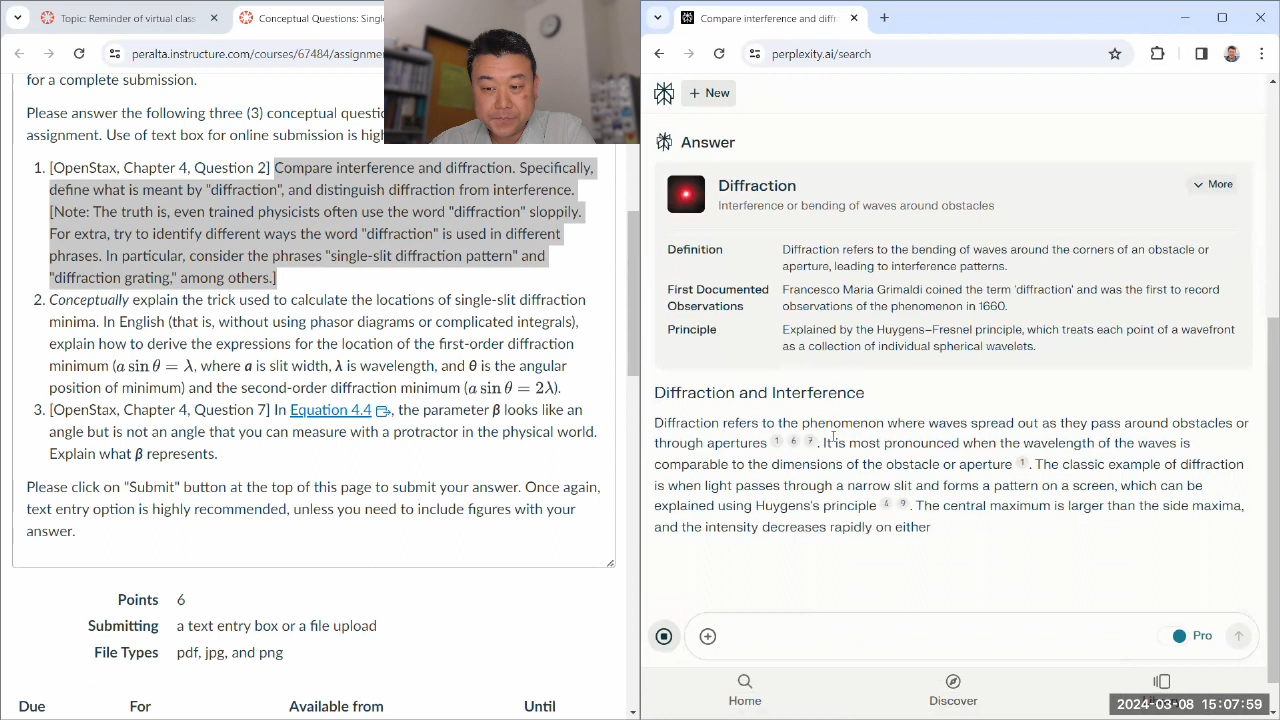 Topic: Reminder of virtual class
Conceptual Questions: Singl
peralta.instructure.com/courses/67484/assignme
for a complete submission.
Please answer the following three (3) conceptual questi
assignment. Use of text box for online submission is high
1. [OpenStax, Chapter 4, Question 2] Compare interference and diffraction. Specifically,
define what is meant by "diffraction", and distinguish diffraction from interference.
[Note: The truth is, even trained physicists often use the word "diffraction" sloppily.
For extra, try to identify different ways the word "diffraction" is used in different
phrases. In particular, consider the phrases "single-slit diffraction pattern" and
"diffraction grating," among others.]
2. Conceptually explain the trick used to calculate the locations of single-slit diffraction
minima. In English (that is, without using phasor diagrams or complicated integrals),
explain how to derive the expressions for the location of the first-order diffraction
minimum (a sin θ = λ, where a is slit width, λ is wavelength, and θ is the angular
position of minimum) and the second-order diffraction minimum (a sin θ = 2λ).
3. [OpenStax, Chapter 4, Question 7] In Equation 4.4, the parameter β looks like an
angle but is not an angle that you can measure with a protractor in the physical world.
Explain what β represents.
Please click on "Submit" button at the top of this page to submit your answer. Once again,
text entry option is highly recommended, unless you need to include figures with your
answer.
Points 6
Submitting a text entry box or a file upload
File Types pdf, jpg, and png
Due For Available from Until
Compare interference and diffr
perplexity.ai/search
+ New
Answer
Diffraction
More
Interference or bending of waves around obstacles
Definition Diffraction refers to the bending of waves around the corners of an obstacle or
aperture, leading to interference patterns.
First Documented Francesco Maria Grimaldi coined the term 'diffraction' and was the first to record
Observations observations of the phenomenon in 1660.
Principle Explained by the Huygens–Fresnel principle, which treats each point of a wavefront
as a collection of individual spherical wavelets.
Diffraction and Interference
Diffraction refers to the phenomenon where waves spread out as they pass around obstacles or
through apertures 1 6 7 . It is most pronounced when the wavelength of the waves is
comparable to the dimensions of the obstacle or aperture 1 . The classic example of diffraction
is when light passes through a narrow slit and forms a pattern on a screen, which can be
explained using Huygens's principle 4 9 . The central maximum is larger than the side maxima,
and the intensity decreases rapidly on either
Pro
Home
Discover
2024-03-08 15:07:59